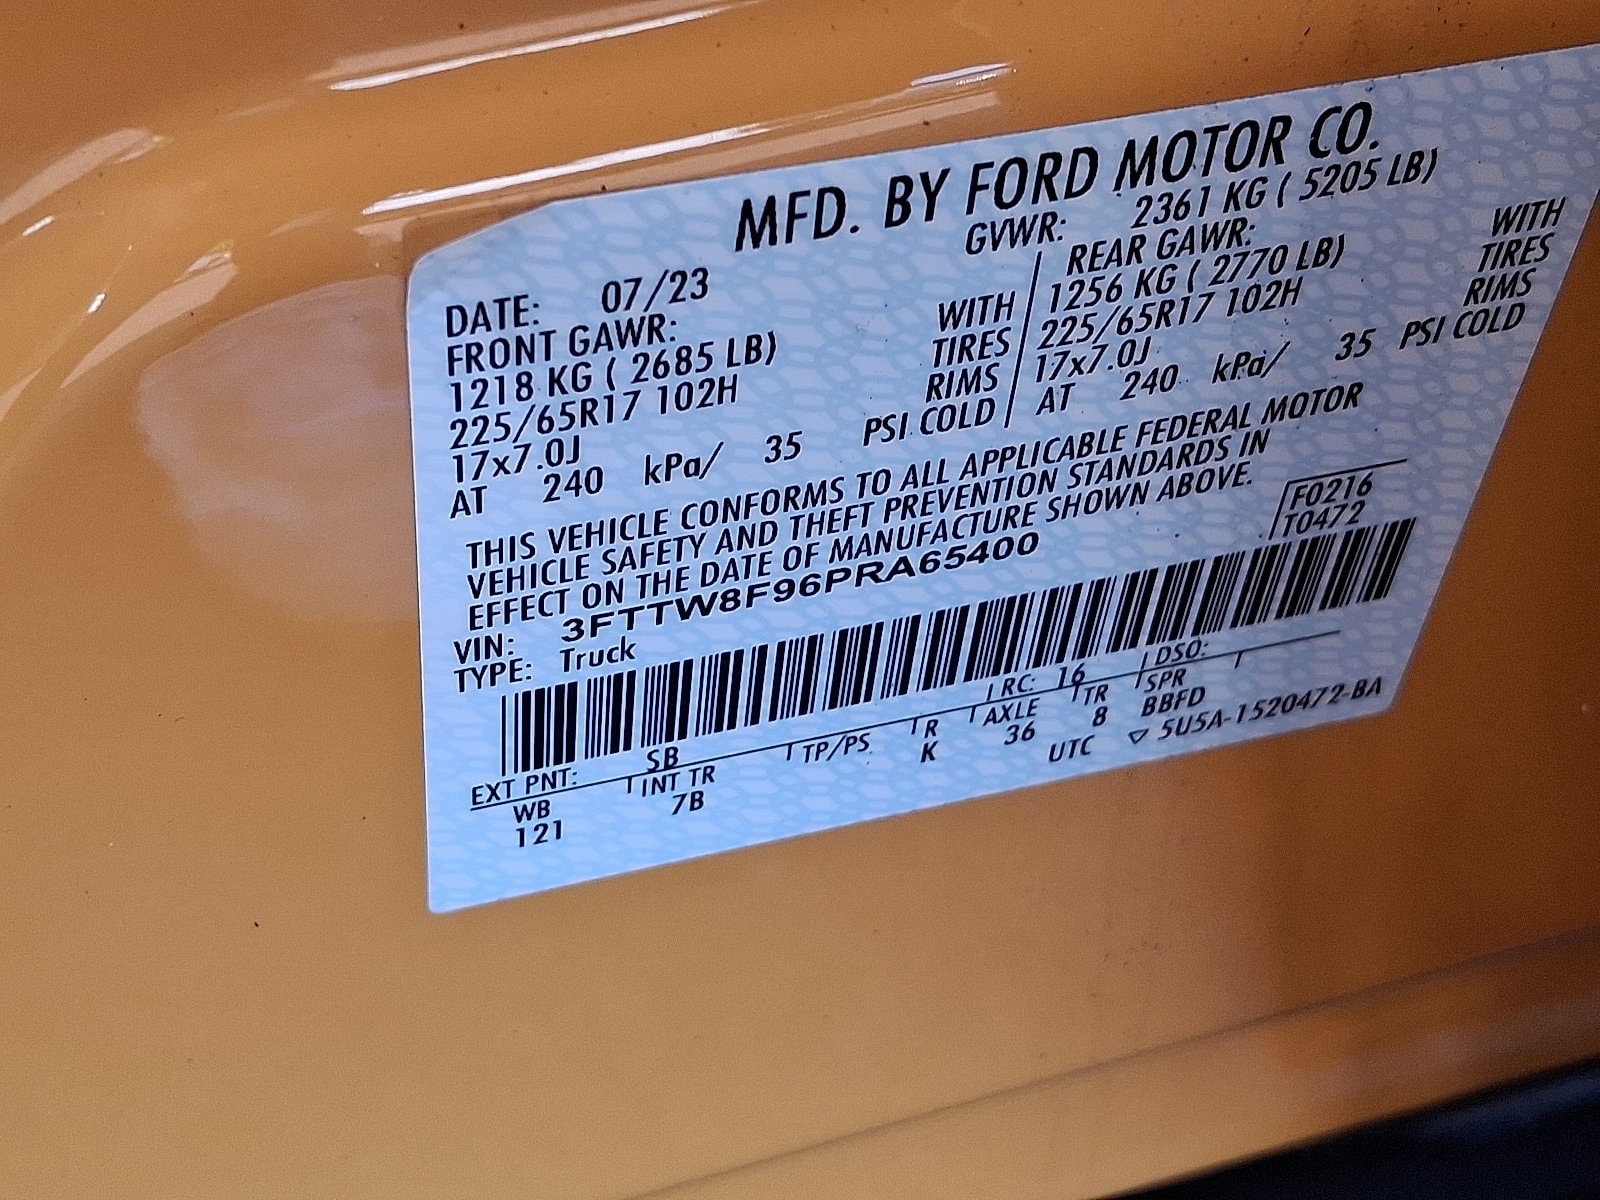 MFD. BY FORD MOTOR CO.
DATE: 07/23 GVWR: 2361 KG ( 5205 LB)
FRONT GAWR: REAR GAWR:
1218 KG ( 2685 LB) WITH 1256 KG ( 2770 LB) WITH
225/65R17 102H TIRES 225/65R17 102H TIRES
17x7.0J RIMS 17x7.0J RIMS
AT 240 kPa/ 35 PSI COLD AT 240 kPa/ 35 PSI COLD
THIS VEHICLE CONFORMS TO ALL APPLICABLE FEDERAL MOTOR
VEHICLE SAFETY AND THEFT PREVENTION STANDARDS IN
EFFECT ON THE DATE OF MANUFACTURE SHOWN ABOVE.
F0216
T0472
VIN: 3FTTW8F96PRA65400
TYPE: Truck
EXT PNT: SB RC: 16 DSO:
WB INT TR TP/PS R AXLE TR SPR
121 7B K 36 8 BBFD
UTC ▽ 5U5A-1520472-BA